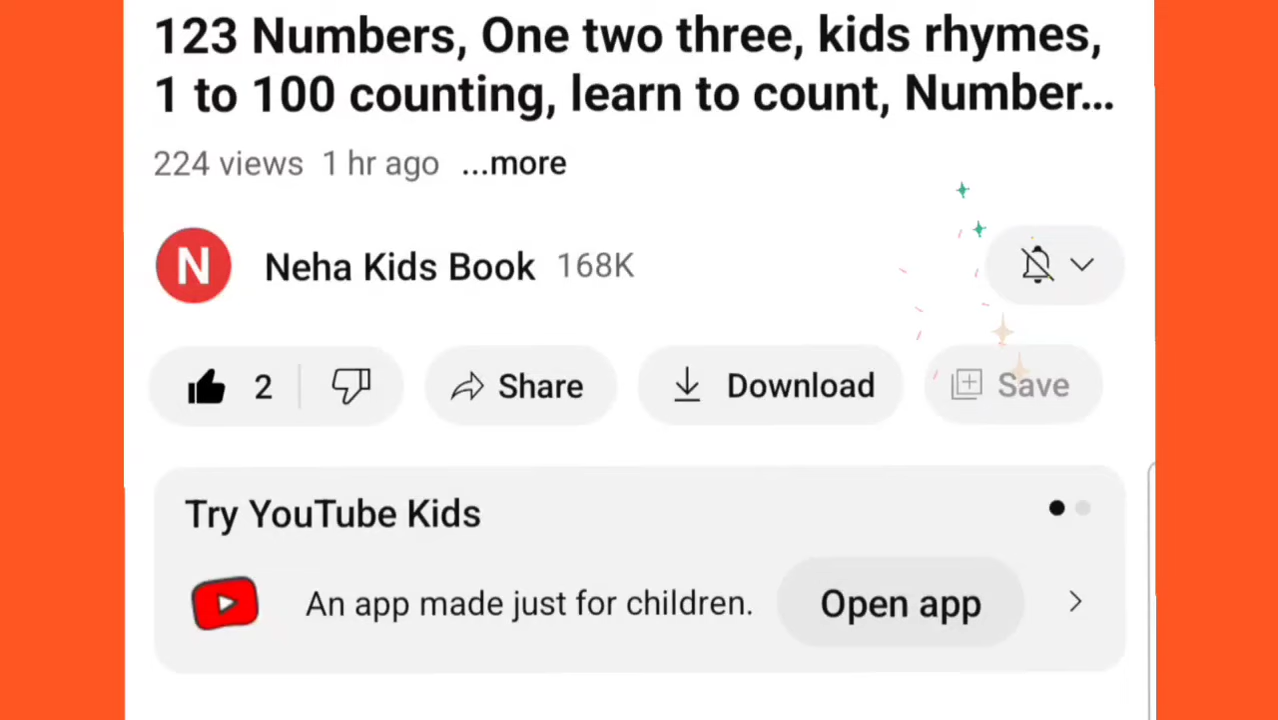 123 Numbers, One two three, kids rhymes,
1 to 100 counting, learn to count, Number...
224 views 1 hr ago ...more
N Neha Kids Book 168K
2 Share Download Save
Try YouTube Kids
An app made just for children. Open app